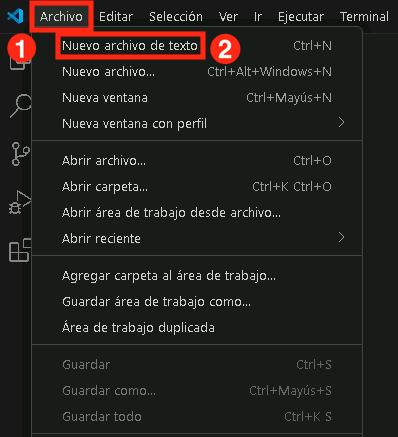 Archivo Editar Selección Ver Ir Ejecutar Terminal
1
Nuevo archivo de texto 2 Ctrl+N
Nuevo archivo... Ctrl+Alt+Windows+N
Nueva ventana Ctrl+Mayús+N
Nueva ventana con perfil
Abrir archivo... Ctrl+O
Abrir carpeta... Ctrl+K Ctrl+O
Abrir área de trabajo desde archivo...
Abrir reciente
Agregar carpeta al área de trabajo...
Guardar área de trabajo como...
Área de trabajo duplicada
Guardar Ctrl+S
Guardar como... Ctrl+Mayús+S
Guardar todo Ctrl+K S